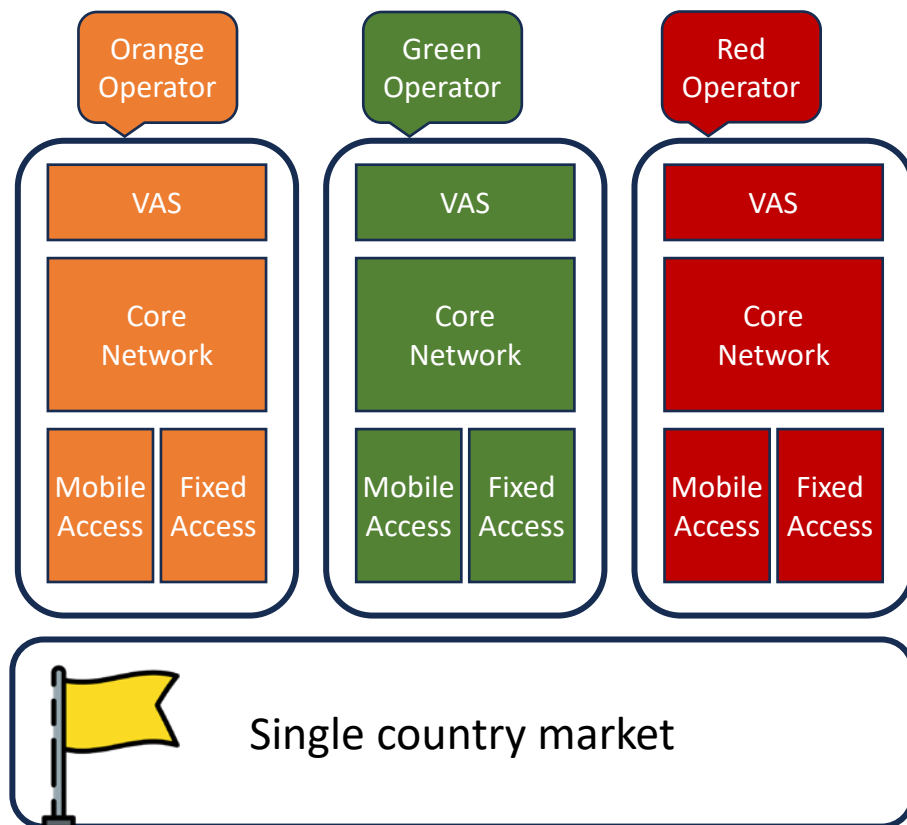 Orange
Operator
Green
Operator
Red
Operator
VAS
VAS
VAS
Core
Network
Core
Network
Core
Network
Mobile
Access
Fixed
Access
Mobile
Access
Fixed
Access
Mobile
Access
Fixed
Access
Single country market